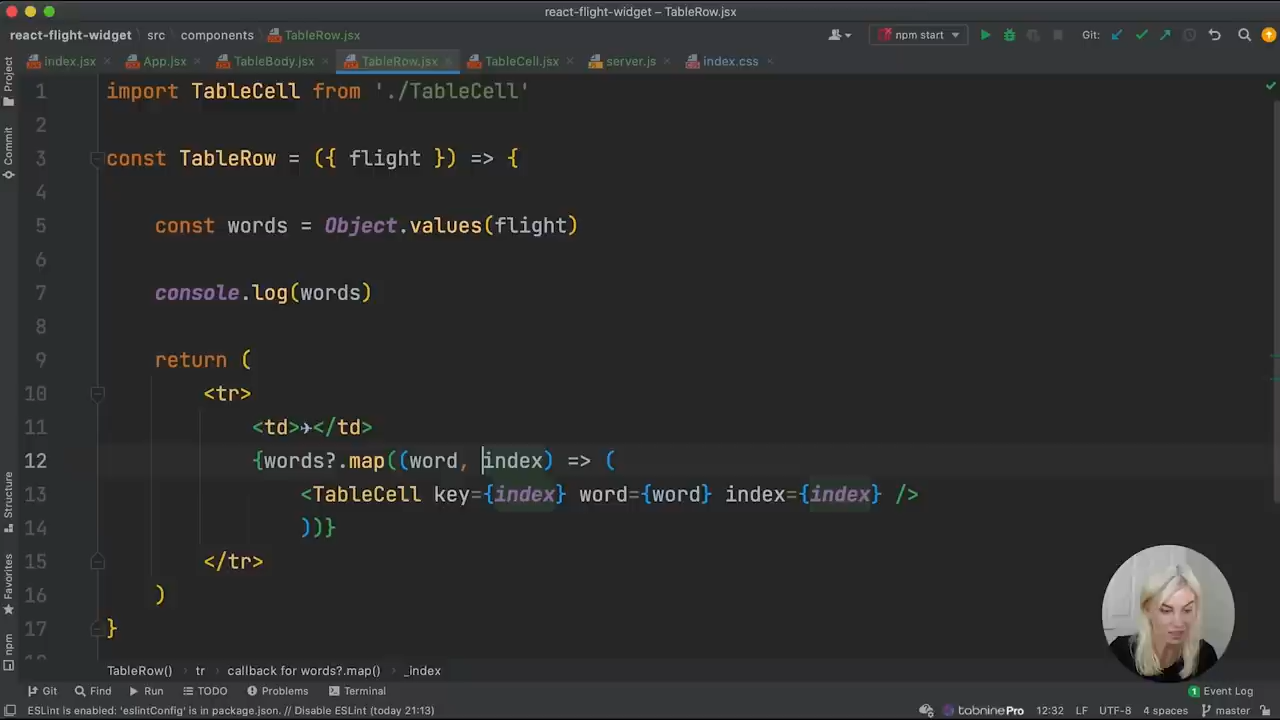 react-flight-widget – TableRow.jsx
react-flight-widget src components TableRow.jsx npm start Git:
index.jsx App.jsx TableBody.jsx TableRow.jsx TableCell.jsx server.js index.css
Project
Commit
Structure
Favorites
npm
1 import TableCell from './TableCell'
2
3 const TableRow = ({ flight }) => {
4
5 const words = Object.values(flight)
6
7 console.log(words)
8
9 return (
10 <tr>
11 <td>✈</td>
12 {words?.map((word, index) => (
13 <TableCell key={index} word={word} index={index} />
14 ))}
15 </tr>
16 )
17 }
TableRow() tr callback for words?.map() _index
Git Find Run TODO Problems Terminal 1 Event Log
ESLint is enabled: 'eslintConfig' is in package.json. // Disable ESLint (today 21:13) tabninePro 12:32 LF UTF-8 4 spaces master